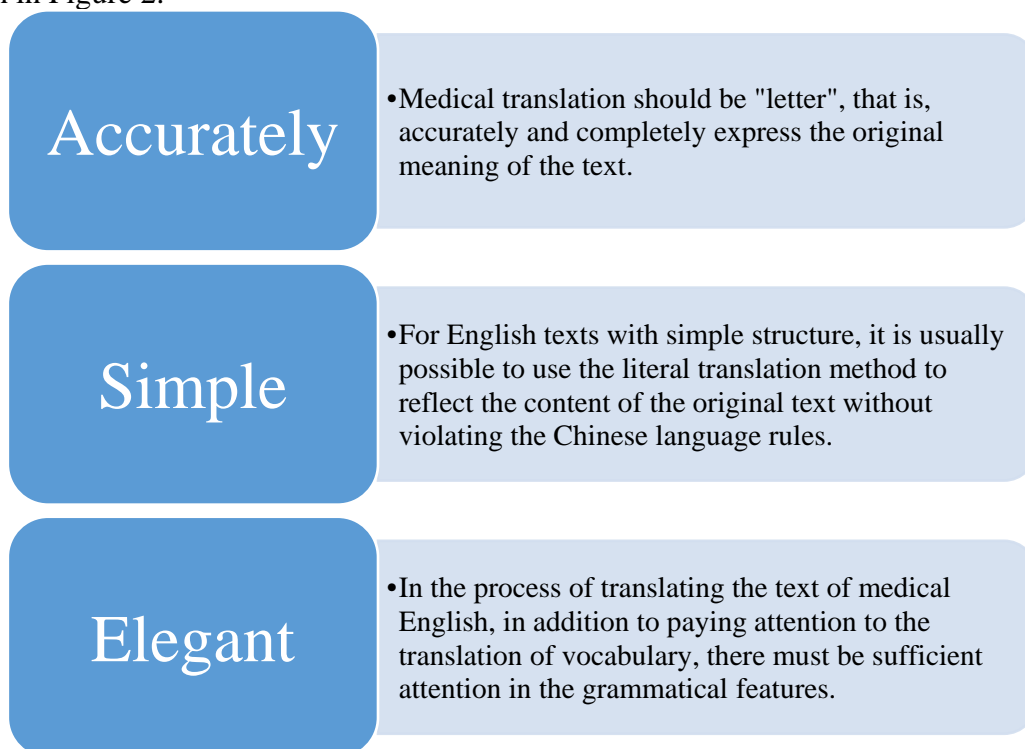 in Figure 2.
Accurately
•Medical translation should be "letter", that is,
accurately and completely express the original
meaning of the text.
Simple
•For English texts with simple structure, it is usually
possible to use the literal translation method to
reflect the content of the original text without
violating the Chinese language rules.
Elegant
•In the process of translating the text of medical
English, in addition to paying attention to the
translation of vocabulary, there must be sufficient
attention in the grammatical features.